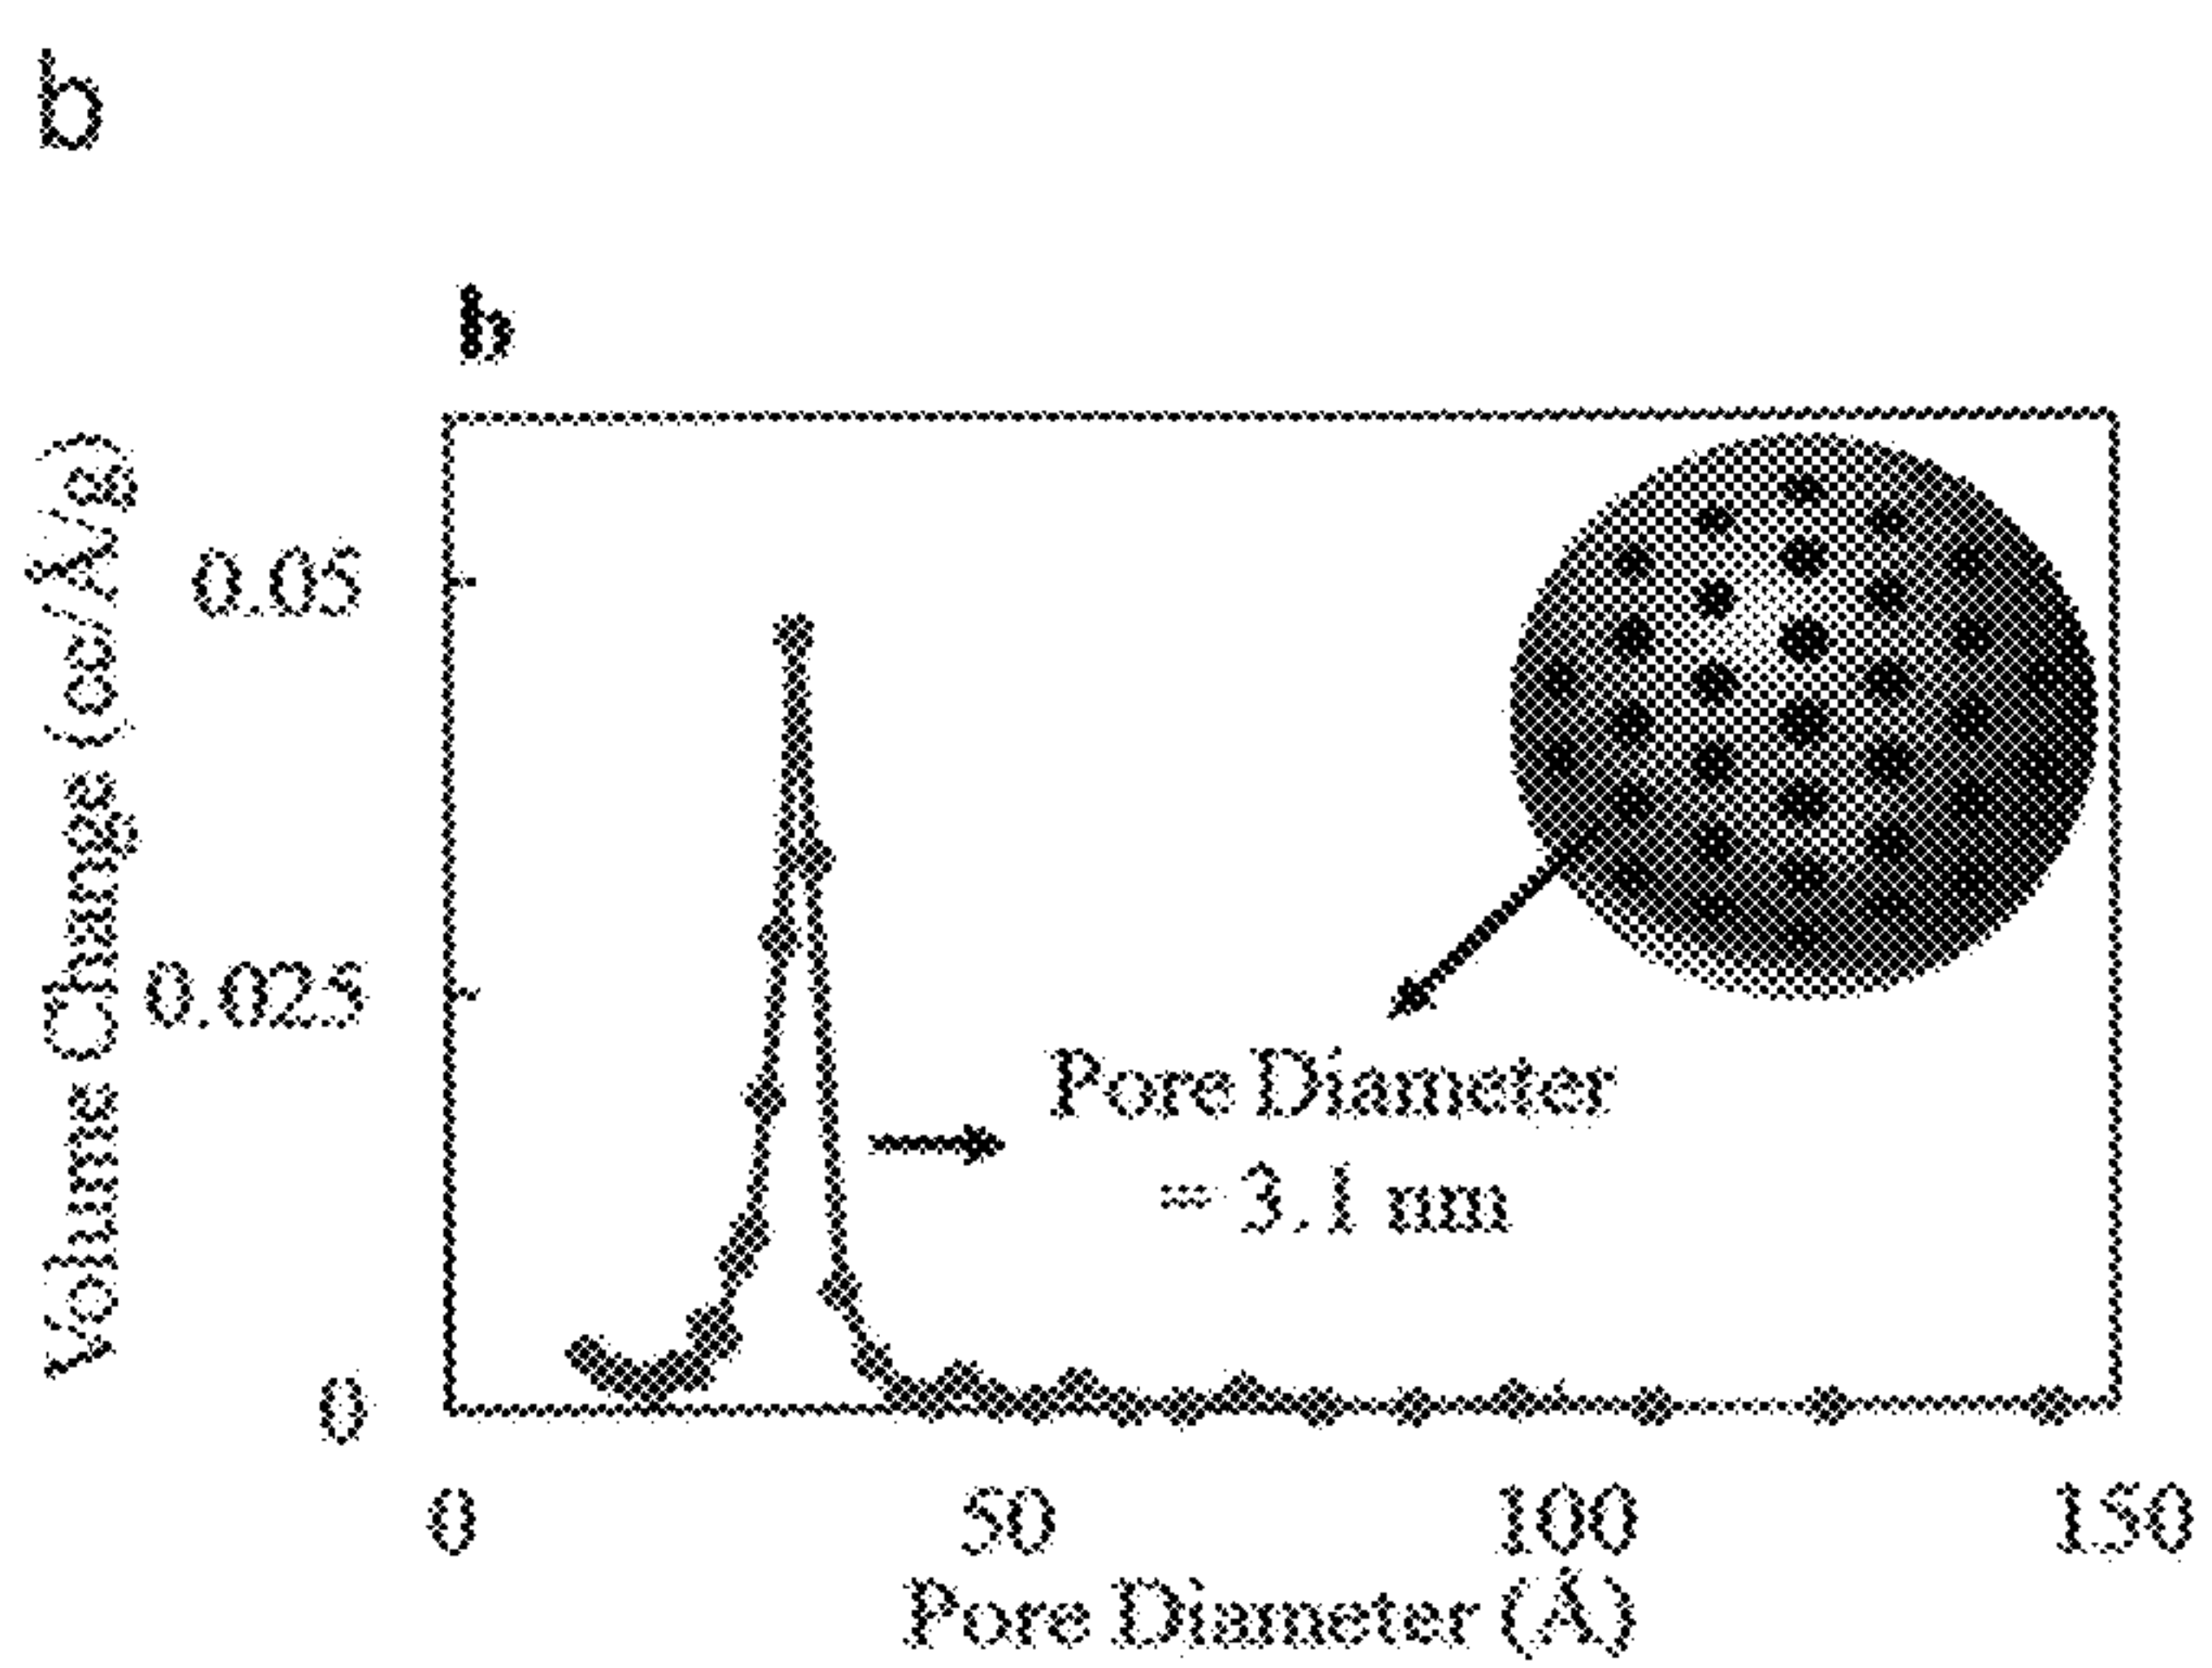 b
h
Volume Change (cc/Å/g)
0.05
0.025
0
Pore Diameter
= 3.1 nm
0 50 100 150
Pore Diameter (Å)